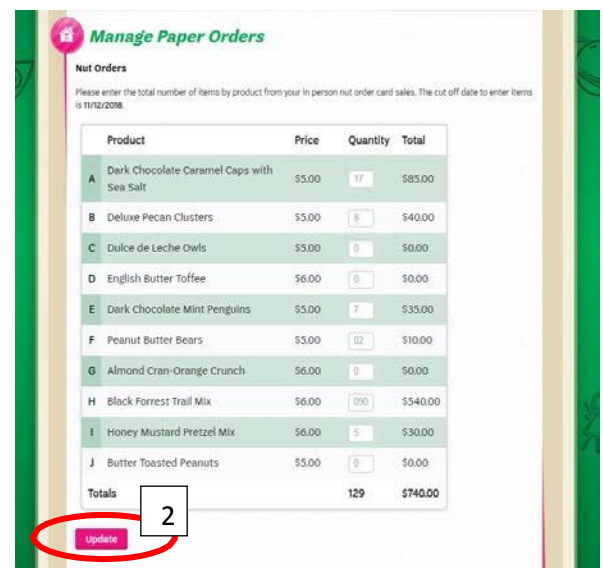 Manage Paper Orders
Nut Orders
Please enter the total number of items by product from your in person nut order card sales. The cut off date to enter items
is 11/12/2018.
Product Price Quantity Total
A Dark Chocolate Caramel Caps with
Sea Salt $5.00 17 $85.00
B Deluxe Pecan Clusters $5.00 8 $40.00
C Dulce de Leche Owls $5.00 0 $0.00
D English Butter Toffee $6.00 0 $0.00
E Dark Chocolate Mint Penguins $5.00 7 $35.00
F Peanut Butter Bears $5.00 02 $10.00
G Almond Cran-Orange Crunch $6.00 0 $0.00
H Black Forrest Trail Mix $6.00 090 $540.00
I Honey Mustard Pretzel Mix $6.00 5 $30.00
J Butter Toasted Peanuts $5.00 0 $0.00
Totals 129 $740.00
2
Update